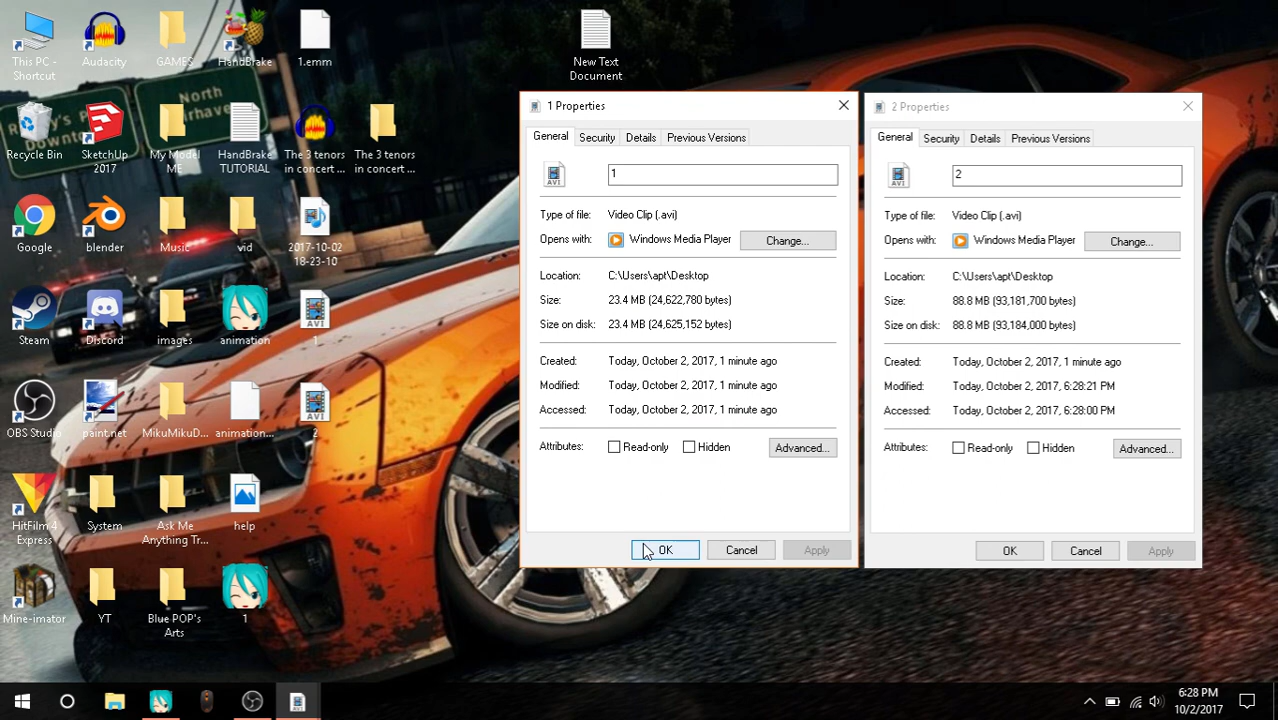 This PC - Shortcut
Audacity
GAMES
HandBrake
1.emm
New Text Document
Recycle Bin
SketchUp 2017
My Model ME
HandBrake TUTORIAL
The 3 tenors in concert ...
The 3 tenors in concert ...
North
Google
blender
Music
vid
2017-10-02 18-23-10
Steam
Discord
images
animation
AVI
1
OBS Studio
paint.net
MikuMikuD...
animation...
AVI
2
HitFilm 4 Express
System
Ask Me Anything Tr...
help
Mine-imator
YT
Blue POP's Arts
1
1 Properties
General
Security
Details
Previous Versions
AVI
1
Type of file: Video Clip (.avi)
Opens with: Windows Media Player Change...
Location: C:\Users\apt\Desktop
Size: 23.4 MB (24,622,780 bytes)
Size on disk: 23.4 MB (24,625,152 bytes)
Created: Today, October 2, 2017, 1 minute ago
Modified: Today, October 2, 2017, 1 minute ago
Accessed: Today, October 2, 2017, 1 minute ago
Attributes: Read-only Hidden Advanced...
OK Cancel Apply
2 Properties
General
Security
Details
Previous Versions
AVI
2
Type of file: Video Clip (.avi)
Opens with: Windows Media Player Change...
Location: C:\Users\apt\Desktop
Size: 88.8 MB (93,181,700 bytes)
Size on disk: 88.8 MB (93,184,000 bytes)
Created: Today, October 2, 2017, 1 minute ago
Modified: Today, October 2, 2017, 6:28:21 PM
Accessed: Today, October 2, 2017, 6:28:00 PM
Attributes: Read-only Hidden Advanced...
OK Cancel Apply
6:28 PM
10/2/2017